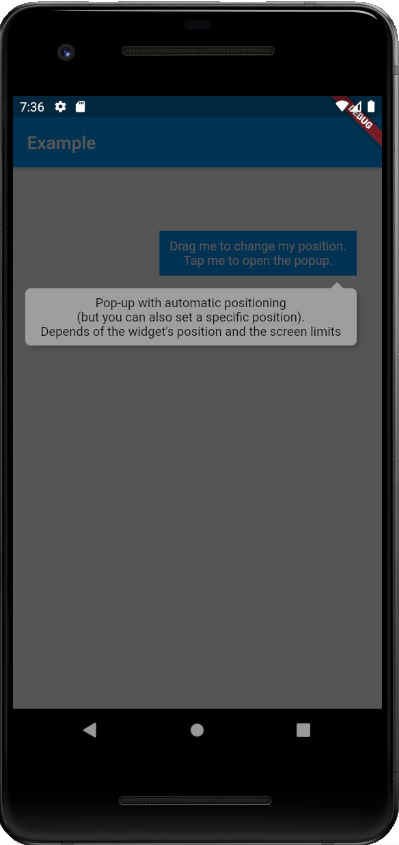 7:36
DEBUG
Example
Drag me to change my position.
Tap me to open the popup.
Pop-up with automatic positioning
(but you can also set a specific position).
Depends of the widget's position and the screen limits